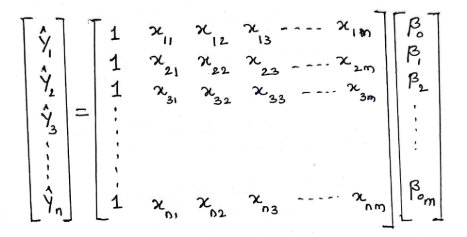 Ŷ₁ 1 x₁₁ x₁₂ x₁₃ ---- x₁ₘ β₀
Ŷ₂ 1 x₂₁ x₂₂ x₂₃ ---- x₂ₘ β₁
Ŷ₃ = 1 x₃₁ x₃₂ x₃₃ ---- x₃ₘ β₂
Ŷₙ 1 xₙ₁ xₙ₂ xₙ₃ ----- xₙₘ β₀ₘ